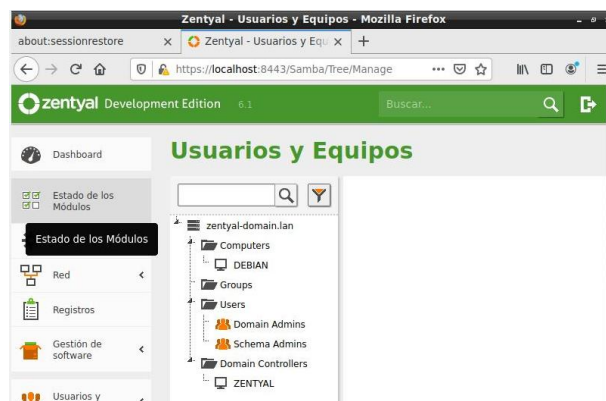 Zentyal - Usuarios y Equipos - Mozilla Firefox
about:sessionrestore
Zentyal - Usuarios y Equ
https://localhost:8443/Samba/Tree/Manage
zentyal Development Edition 6.1
Buscar...
Dashboard
Usuarios y Equipos
Estado de los
Módulos
Estado de los Módulos
Red
Registros
Gestión de
software
Usuarios y
zentyal-domain.lan
Computers
DEBIAN
Groups
Users
Domain Admins
Schema Admins
Domain Controllers
ZENTYAL